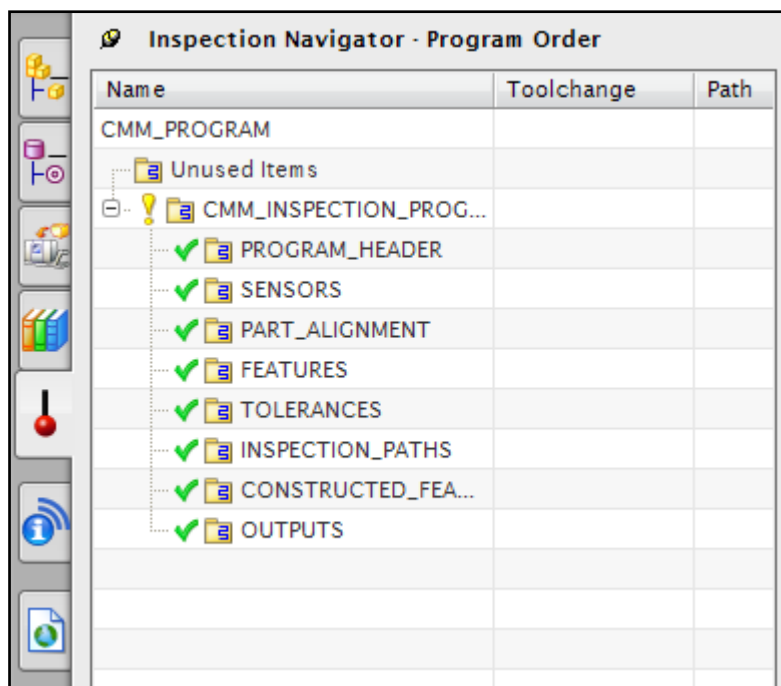 Inspection Navigator - Program Order
Name Toolchange Path
CMM_PROGRAM
Unused Items
CMM_INSPECTION_PROG...
PROGRAM_HEADER
SENSORS
PART_ALIGNMENT
FEATURES
TOLERANCES
INSPECTION_PATHS
CONSTRUCTED_FEA...
OUTPUTS